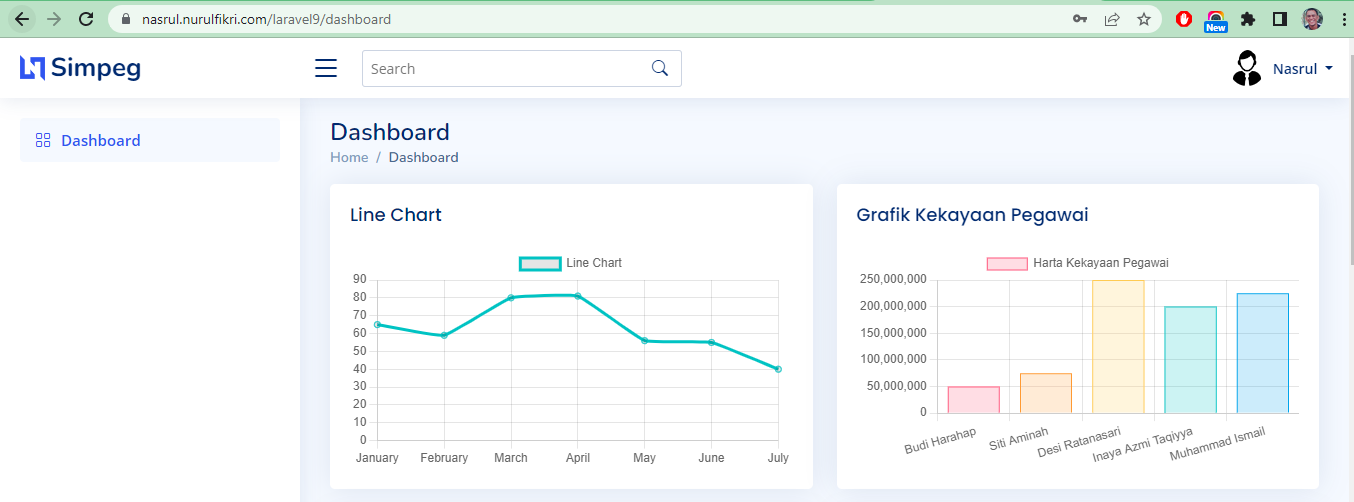 nasrul.nurulfikri.com/laravel9/dashboard
New
Simpeg
Search
Nasrul
Dashboard
Dashboard
Home / Dashboard
Line Chart
Line Chart
90
80
70
60
50
40
30
20
10
0
January February March April May June July
Grafik Kekayaan Pegawai
Harta Kekayaan Pegawai
250,000,000
200,000,000
150,000,000
100,000,000
50,000,000
0
Budi Harahap
Siti Aminah
Desi Ratanasari
Inaya Azmi Taqiyya
Muhammad Ismail